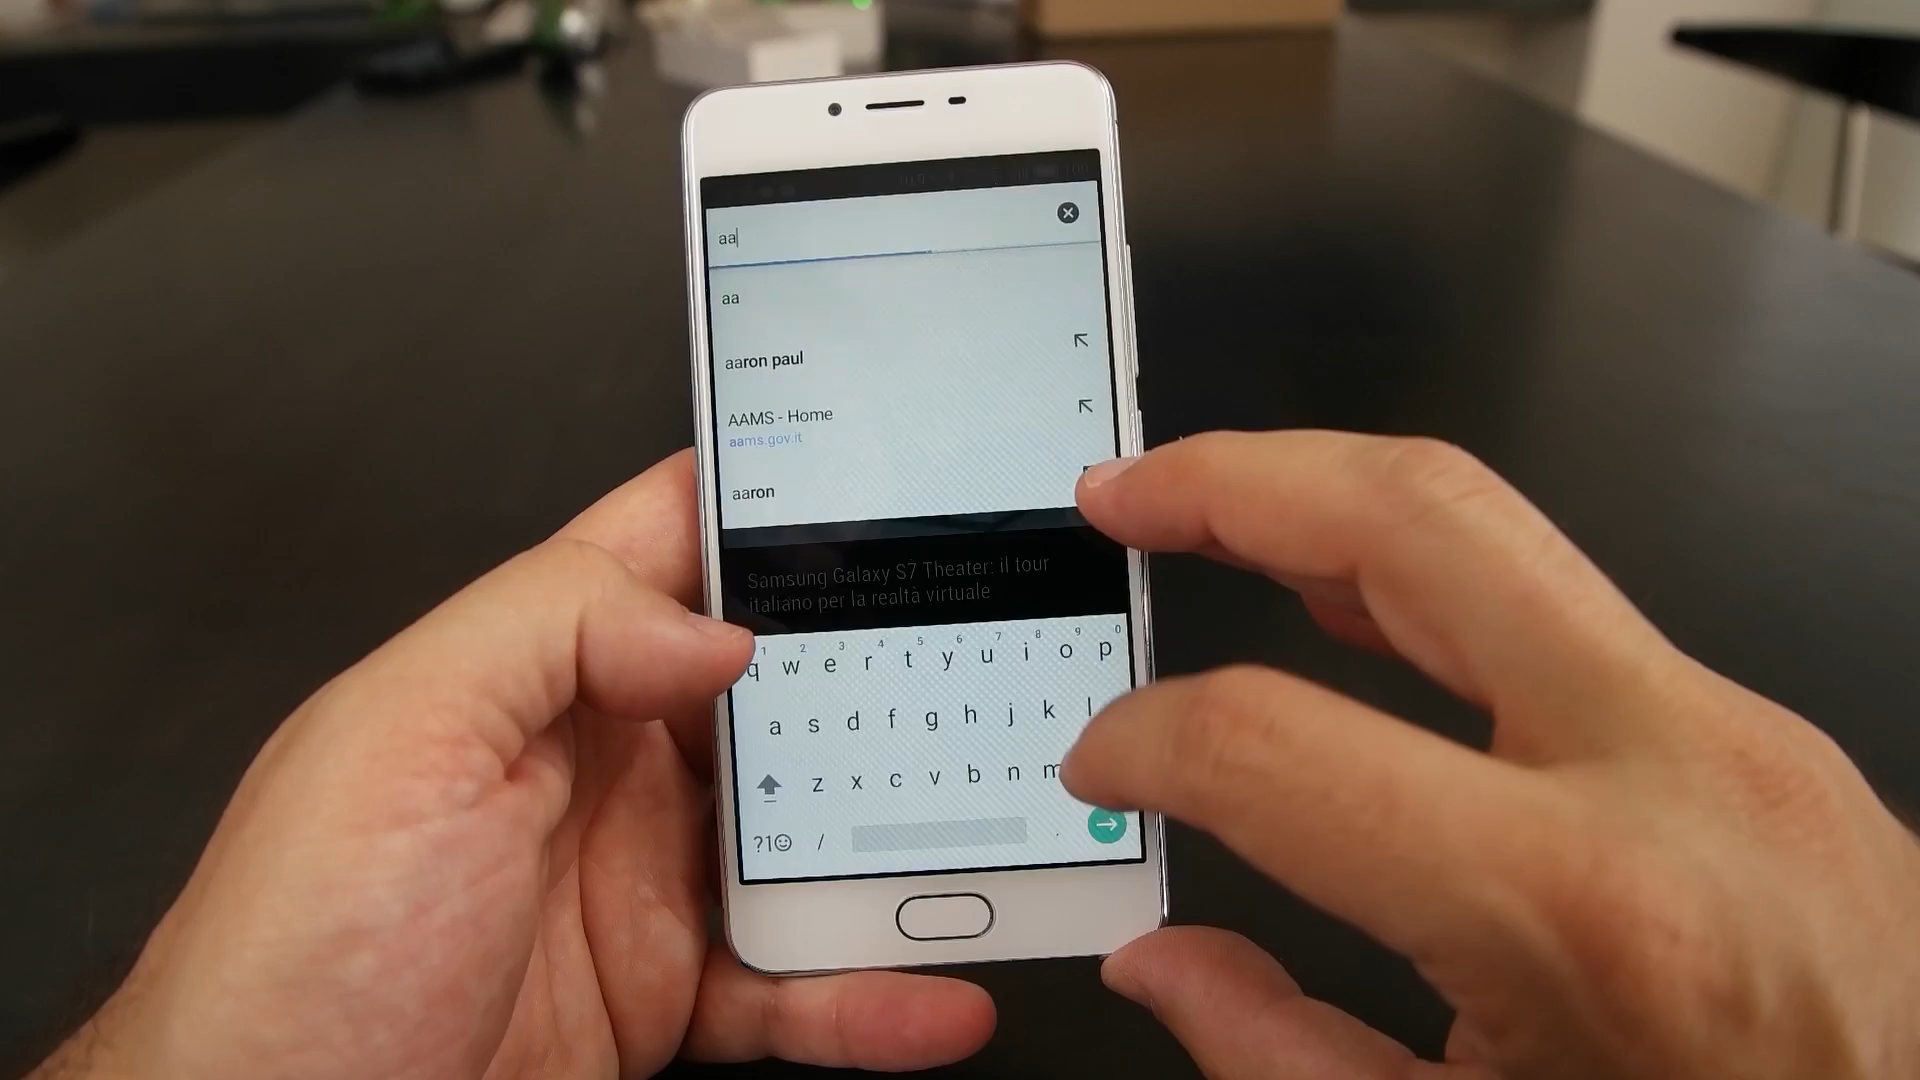 aa
aa
aaron paul
AAMS - Home
aams.gov.it
aaron
Samsung Galaxy S7 Theater: il tour
italiano per la realtà virtuale
1 2 3 4 5 6 7 8 9 0
q w e r t y u i o p
a s d f g h j k l
z x c v b n m
?1☺ / .